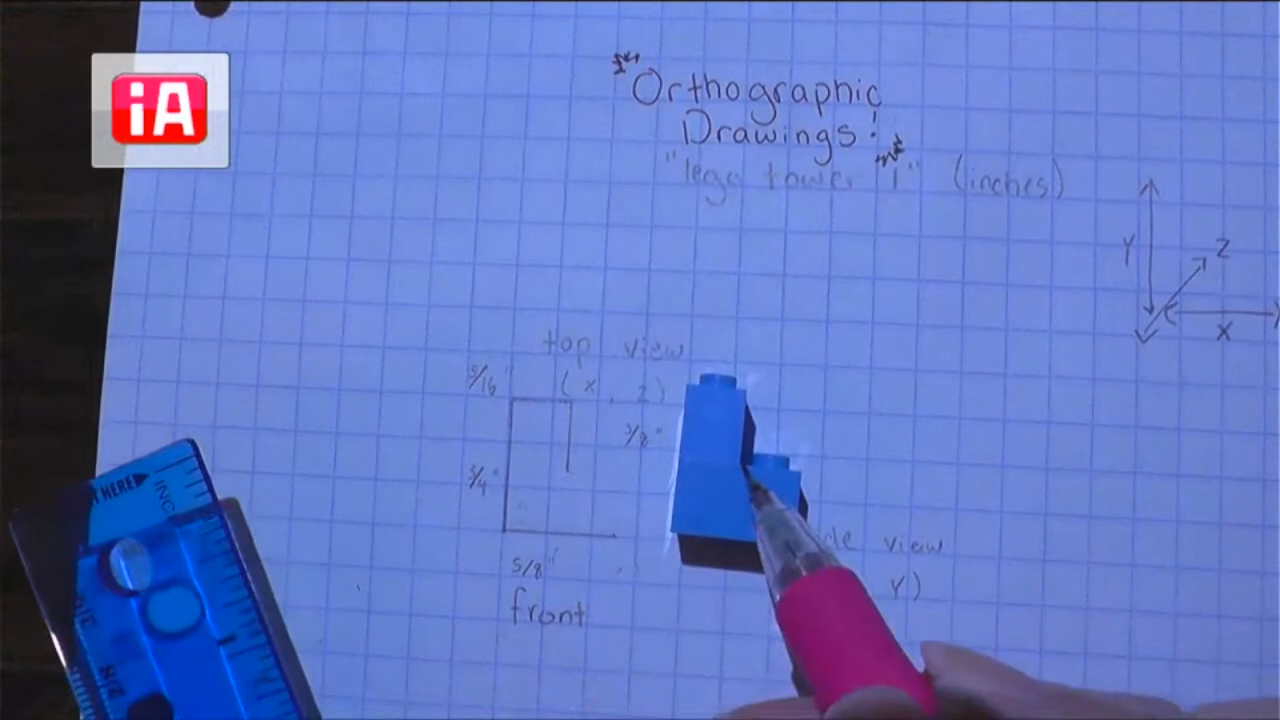 iA
Orthographic
Drawings!
"lego tower 1" (inches)
Y
Z
X
top view
(x, z)
5/16"
3/8"
3/4"
5/8"
front
view
Y)
HERE
INC